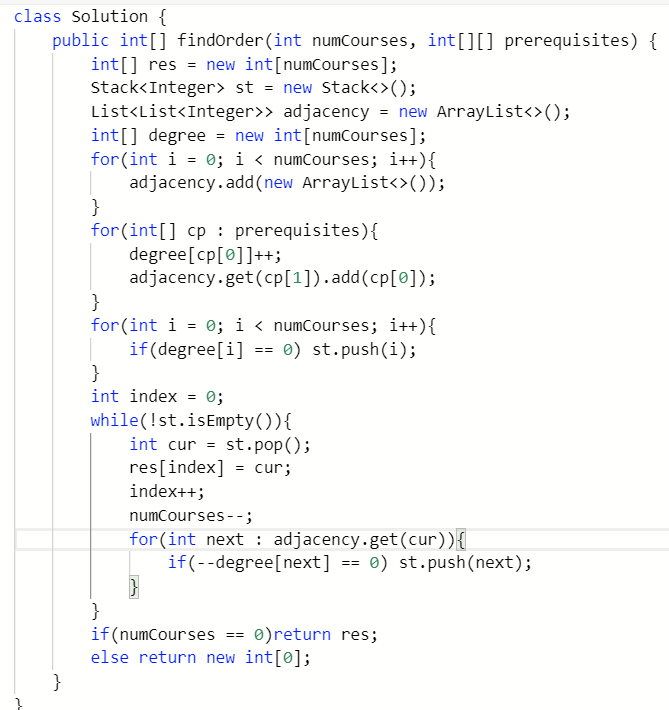 class Solution {
    public int[] findOrder(int numCourses, int[][] prerequisites) {
        int[] res = new int[numCourses];
        Stack<Integer> st = new Stack<>();
        List<List<Integer>> adjacency = new ArrayList<>();
        int[] degree = new int[numCourses];
        for(int i = 0; i < numCourses; i++){
            adjacency.add(new ArrayList<>());
        }
        for(int[] cp : prerequisites){
            degree[cp[0]]++;
            adjacency.get(cp[1]).add(cp[0]);
        }
        for(int i = 0; i < numCourses; i++){
            if(degree[i] == 0) st.push(i);
        }
        int index = 0;
        while(!st.isEmpty()){
            int cur = st.pop();
            res[index] = cur;
            index++;
            numCourses--;
            for(int next : adjacency.get(cur)){
                if(--degree[next] == 0) st.push(next);
            }
        }
        if(numCourses == 0)return res;
        else return new int[0];
    }
}